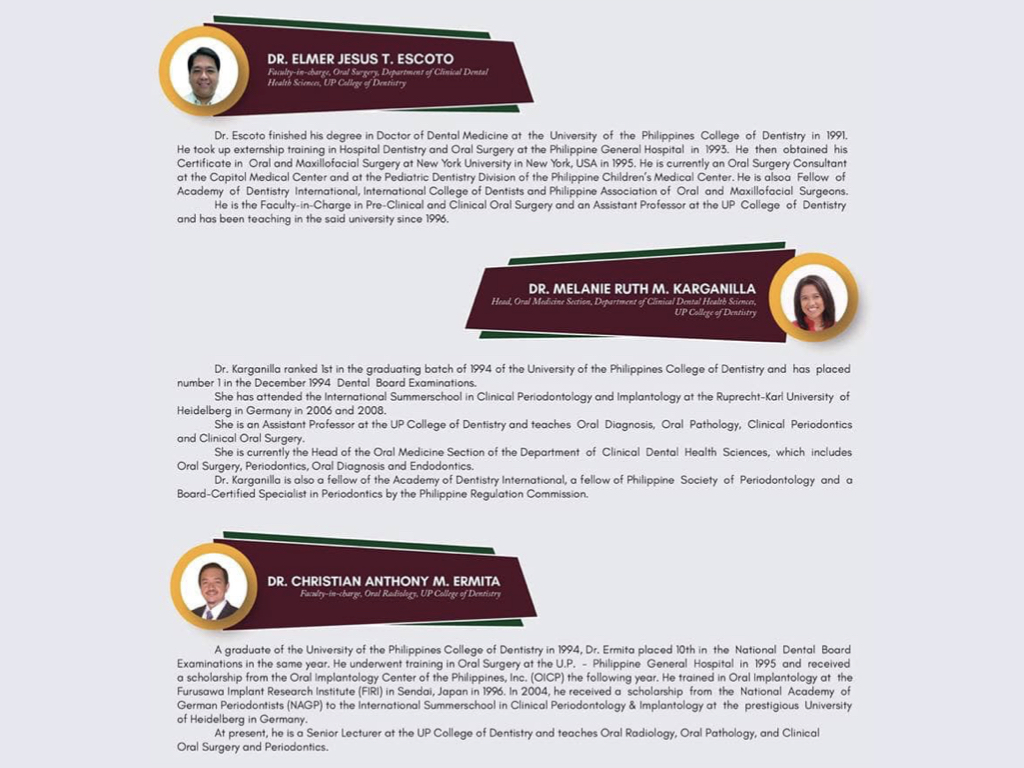 DR. ELMER JESUS T. ESCOTO
Faculty-in-charge, Oral Surgery, Department of Clinical Dental
Health Sciences, UP College of Dentistry
Dr. Escoto finished his degree in Doctor of Dental Medicine at the University of the Philippines College of Dentistry in 1991.
He took up externship training in Hospital Dentistry and Oral Surgery at the Philippine General Hospital in 1993. He then obtained his
Certificate in Oral and Maxillofacial Surgery at New York University in New York, USA in 1995. He is currently an Oral Surgery Consultant
at the Capitol Medical Center and at the Pediatric Dentistry Division of the Philippine Children's Medical Center. He is alsoa Fellow of
Academy of Dentistry International, International College of Dentists and Philippine Association of Oral and Maxillofacial Surgeons.
He is the Faculty-in-Charge in Pre-Clinical and Clinical Oral Surgery and an Assistant Professor at the UP College of Dentistry
and has been teaching in the said university since 1996.
DR. MELANIE RUTH M. KARGANILLA
Head, Oral Medicine Section, Department of Clinical Dental Health Sciences,
UP College of Dentistry
Dr. Karganilla ranked 1st in the graduating batch of 1994 of the University of the Philippines College of Dentistry and has placed
number 1 in the December 1994 Dental Board Examinations.
She has attended the International Summerschool in Clinical Periodontology and Implantology at the Ruprecht-Karl University of
Heidelberg in Germany in 2006 and 2008.
She is an Assistant Professor at the UP College of Dentistry and teaches Oral Diagnosis, Oral Pathology, Clinical Periodontics
and Clinical Oral Surgery.
She is currently the Head of the Oral Medicine Section of the Department of Clinical Dental Health Sciences, which includes
Oral Surgery, Periodontics, Oral Diagnosis and Endodontics.
Dr. Karganilla is also a fellow of the Academy of Dentistry International, a fellow of Philippine Society of Periodontology and a
Board-Certified Specialist in Periodontics by the Philippine Regulation Commission.
DR. CHRISTIAN ANTHONY M. ERMITA
Faculty-in-charge, Oral Radiology, UP College of Dentistry
A graduate of the University of the Philippines College of Dentistry in 1994, Dr. Ermita placed 10th in the National Dental Board
Examinations in the same year. He underwent training in Oral Surgery at the U.P. - Philippine General Hospital in 1995 and received
a scholarship from the Oral Implantology Center of the Philippines, Inc. (OICP) the following year. He trained in Oral Implantology at the
Furusawa Implant Research Institute (FIRI) in Sendai, Japan in 1996. In 2004, he received a scholarship from the National Academy of
German Periodontists (NAGP) to the International Summerschool in Clinical Periodontology & Implantology at the prestigious University
of Heidelberg in Germany.
At present, he is a Senior Lecturer at the UP College of Dentistry and teaches Oral Radiology, Oral Pathology, and Clinical
Oral Surgery and Periodontics.